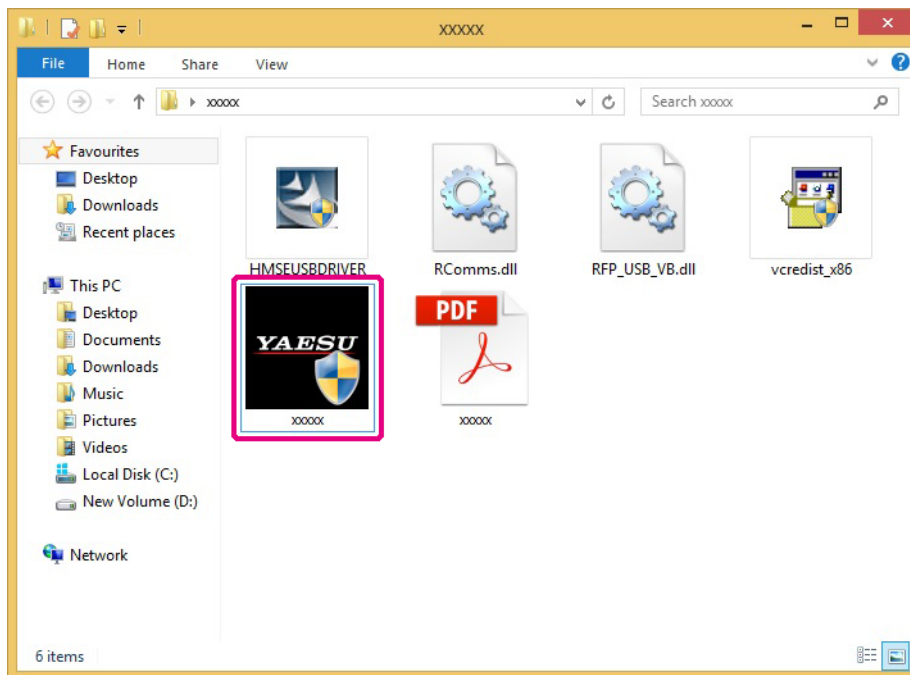 xxxxx
File Home Share View
xxxxx
Search xxxxx
Favourites
Desktop
Downloads
Recent places
This PC
Desktop
Documents
Downloads
Music
Pictures
Videos
Local Disk (C:)
New Volume (D:)
Network
HMSEUSBDRIVER RComms.dll RFP_USB_VB.dll vcredist_x86
YAESU
PDF
xxxxx xxxxx
6 items